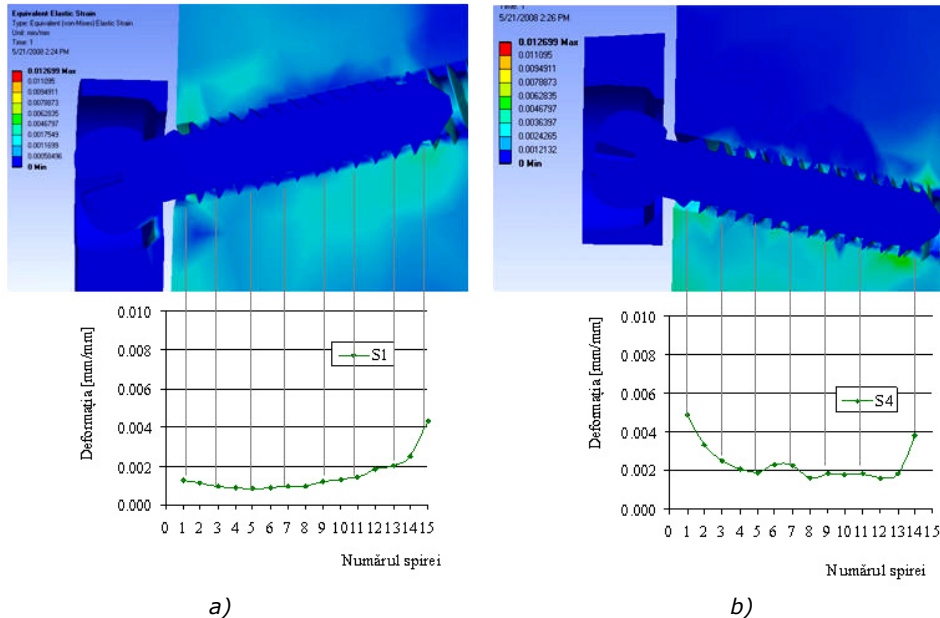 Equivalent Elastic Strain
Type: Equivalent (von-Mises) Elastic Strain
Unit: mm/mm
Time: 1
5/21/2008 2:24 PM
0.012699 Max
0.011095
0.0094911
0.0078873
0.0062835
0.0046797
0.0017549
0.0011699
0.00058496
0 Min
0.010
0.008
0.006
0.004
0.002
0.000
Deformația [mm/mm]
S1
0 1 2 3 4 5 6 7 8 9 10 11 12 13 14 15
Numărul spirei
a)
Time: 1
5/21/2008 2:26 PM
0.012699 Max
0.011095
0.0094911
0.0078873
0.0062835
0.0046797
0.0036397
0.0024265
0.0012132
0 Min
0.010
0.008
0.006
0.004
0.002
0.000
Deformația [mm/mm]
S4
0 1 2 3 4 5 6 7 8 9 10 11 12 13 14 15
Numărul spirei
b)